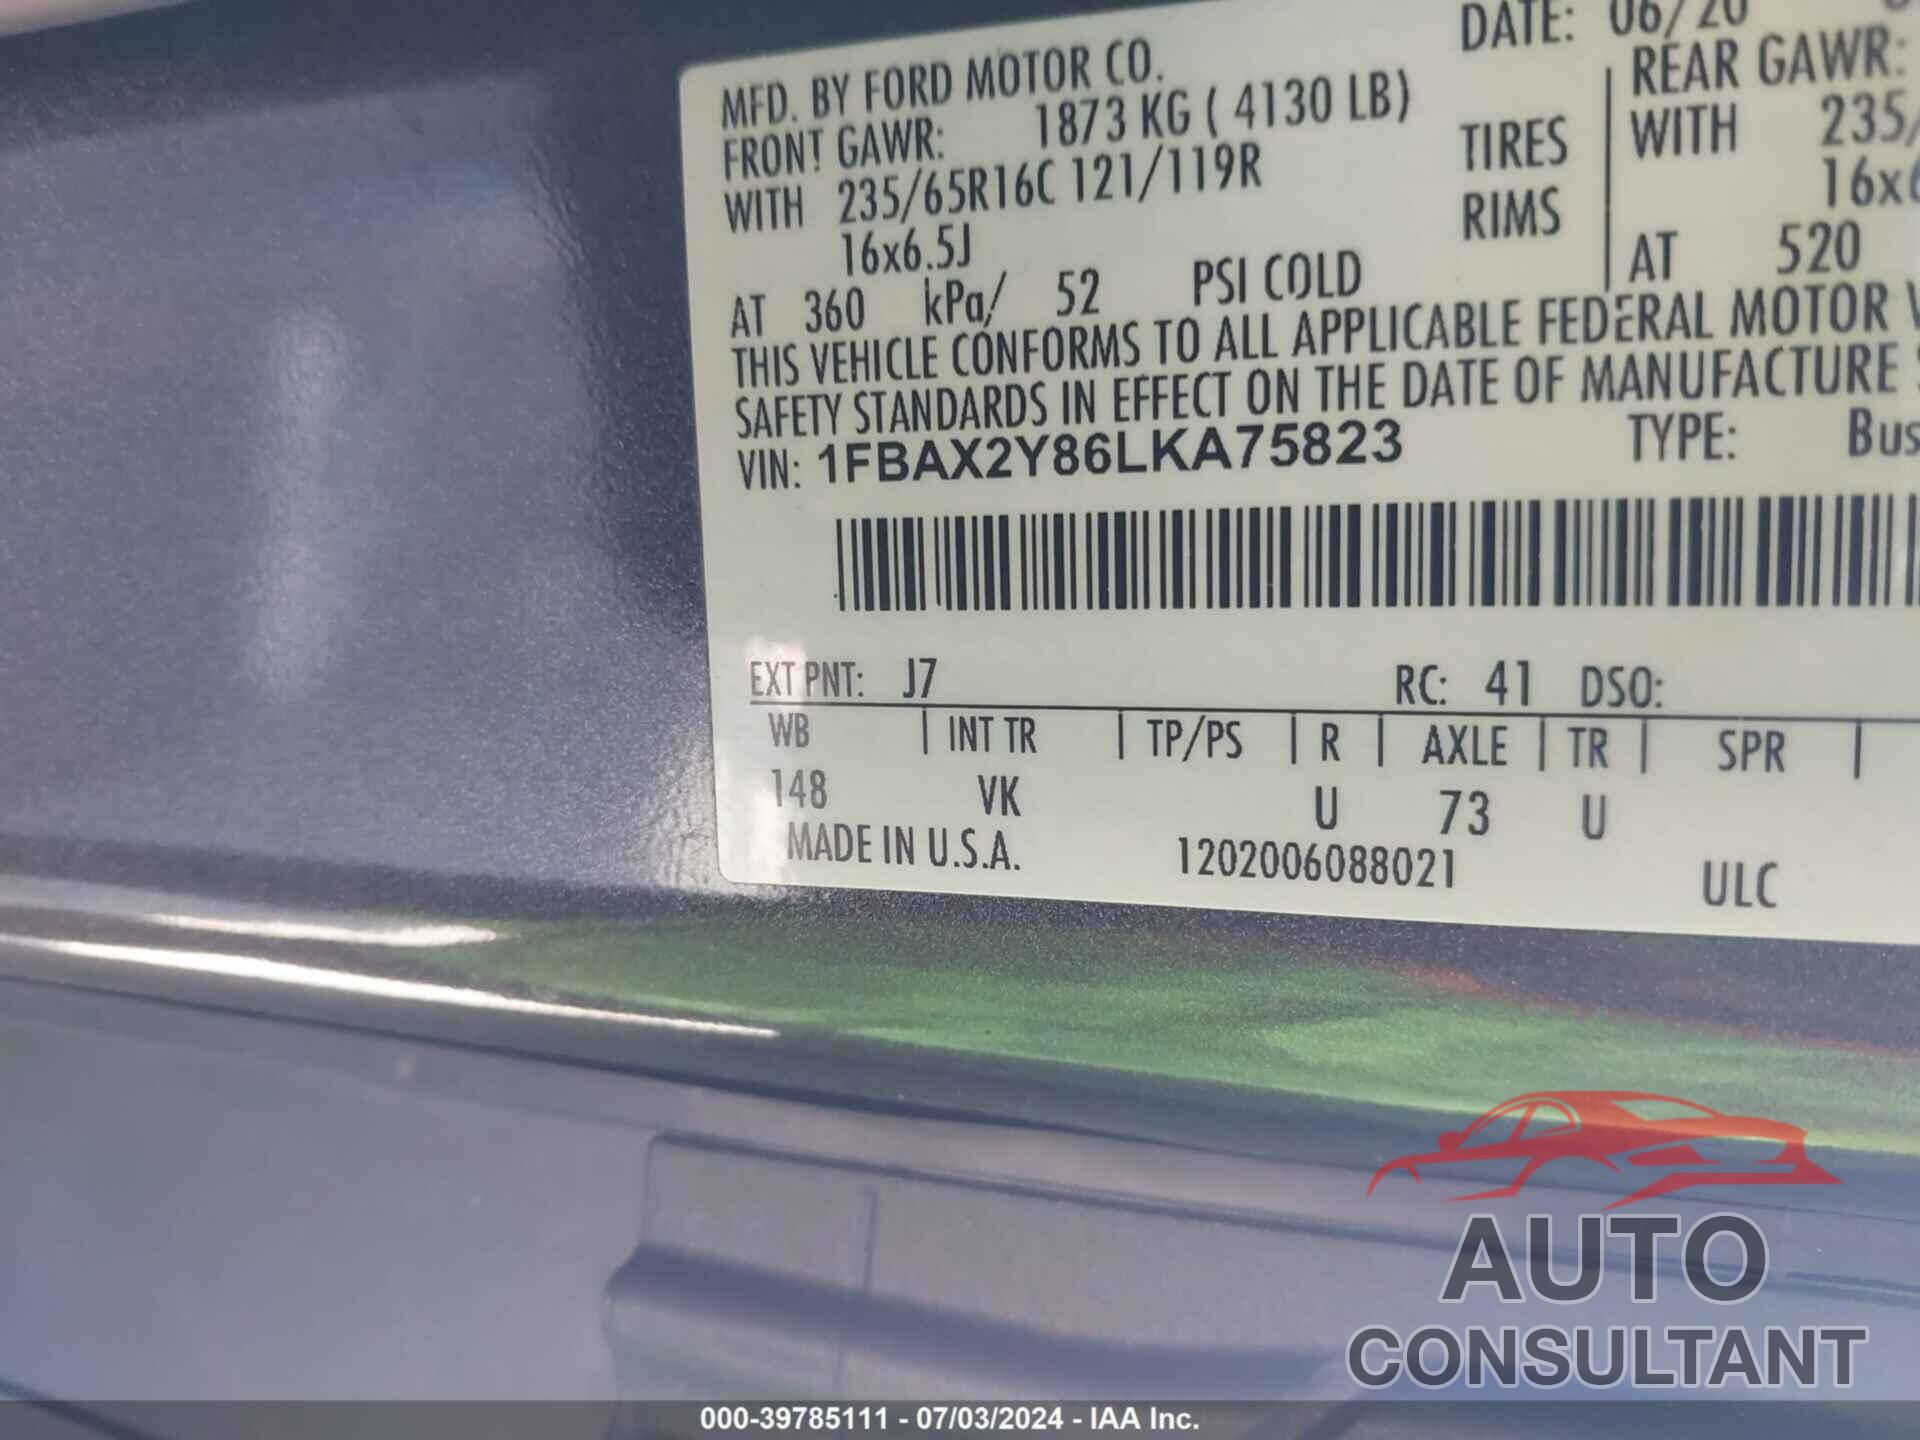 DATE: 06/20
MFD. BY FORD MOTOR CO.
FRONT GAWR: 1873 KG ( 4130 LB)
REAR GAWR:
WITH 235/65R16C 121/119R
TIRES
WITH 235/
16x6.5J
RIMS
16x6
AT 360 kPa/ 52 PSI COLD
AT 520
THIS VEHICLE CONFORMS TO ALL APPLICABLE FEDERAL MOTOR V
SAFETY STANDARDS IN EFFECT ON THE DATE OF MANUFACTURE S
VIN: 1FBAX2Y86LKA75823
TYPE: Bus
EXT PNT: J7 RC: 41 DSO:
WB | INT TR | TP/PS | R | AXLE | TR | SPR |
148 VK U 73 U
MADE IN U.S.A. 1202006088021 ULC
AUTO
CONSULTANT
000-39785111 - 07/03/2024 - IAA Inc.